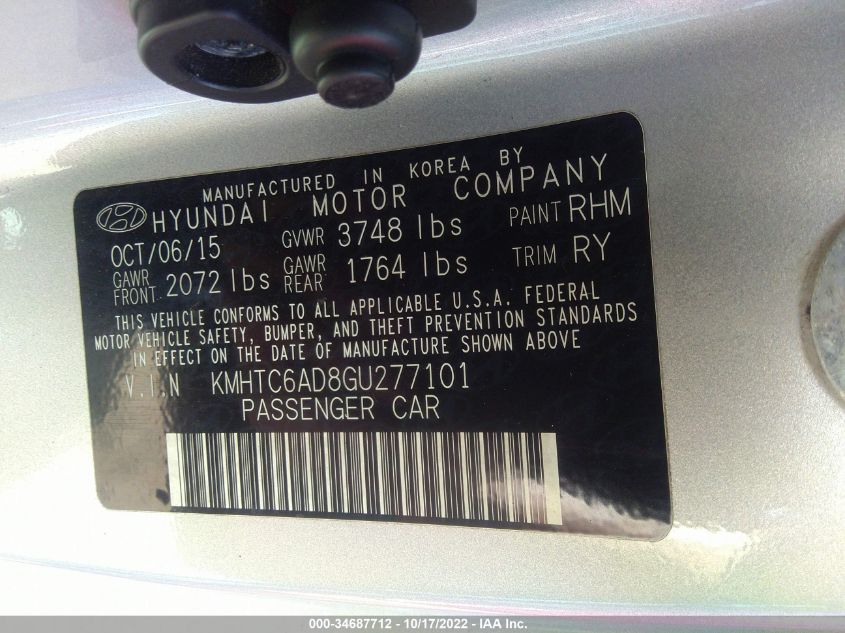 MANUFACTURED IN KOREA BY
HYUNDAI MOTOR COMPANY
OCT/06/15 GVWR 3748 lbs PAINT RHM
GAWR FRONT 2072 lbs GAWR REAR 1764 lbs TRIM RY
THIS VEHICLE CONFORMS TO ALL APPLICABLE U.S.A. FEDERAL
MOTOR VEHICLE SAFETY, BUMPER, AND THEFT PREVENTION STANDARDS
IN EFFECT ON THE DATE OF MANUFACTURE SHOWN ABOVE
V.I.N KMHTC6AD8GU277101
PASSENGER CAR
000-34687712 - 10/17/2022 - IAA Inc.